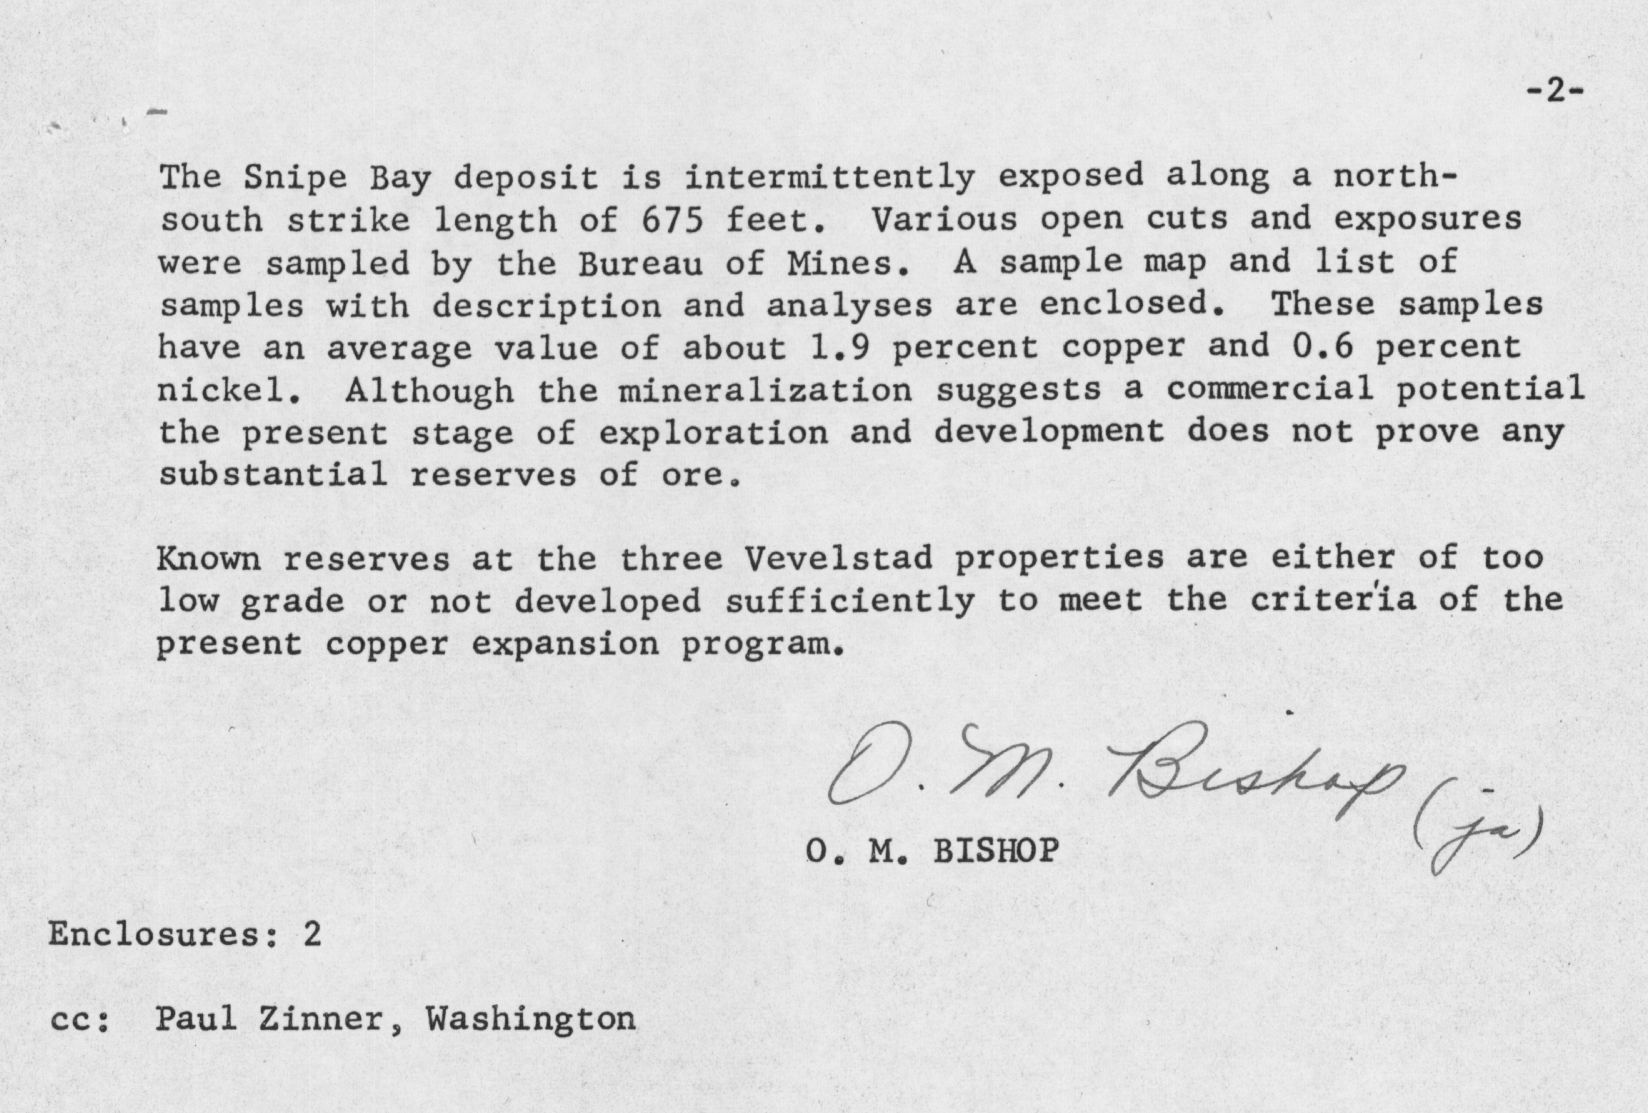 -2-
The Snipe Bay deposit is intermittently exposed along a north-
south strike length of 675 feet.  Various open cuts and exposures
were sampled by the Bureau of Mines.  A sample map and list of
samples with description and analyses are enclosed.  These samples
have an average value of about 1.9 percent copper and 0.6 percent
nickel.  Although the mineralization suggests a commercial potential
the present stage of exploration and development does not prove any
substantial reserves of ore.
Known reserves at the three Vevelstad properties are either of too
low grade or not developed sufficiently to meet the criteria of the
present copper expansion program.
O. M. Bishop (ja)
O. M. BISHOP
Enclosures: 2
cc:  Paul Zinner, Washington